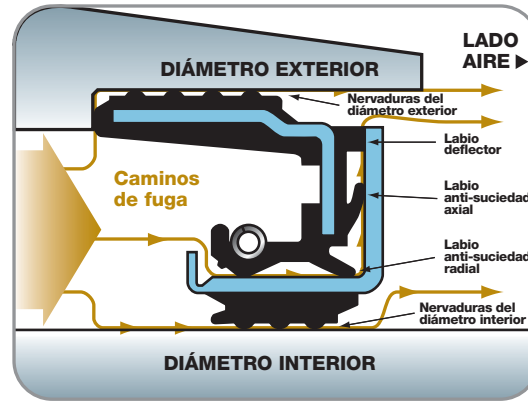 LADO
AIRE ▶
DIÁMETRO EXTERIOR
Nervaduras del
diámetro exterior
Labio
deflector
Caminos
de fuga
Labio
anti-suciedad
axial
Labio
anti-suciedad
radial
Nervaduras del
diámetro interior
DIÁMETRO INTERIOR